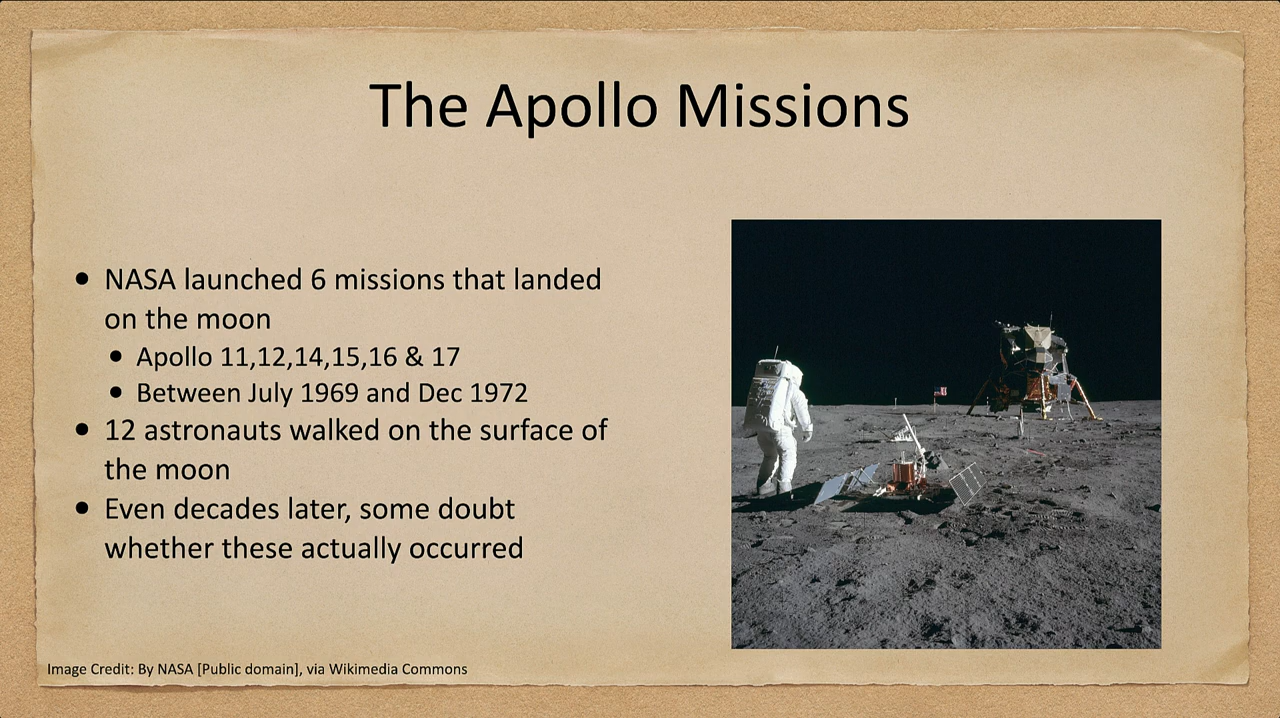 The Apollo Missions
• NASA launched 6 missions that landed
on the moon
• Apollo 11,12,14,15,16 & 17
• Between July 1969 and Dec 1972
• 12 astronauts walked on the surface of
the moon
• Even decades later, some doubt
whether these actually occurred
Image Credit: By NASA [Public domain], via Wikimedia Commons